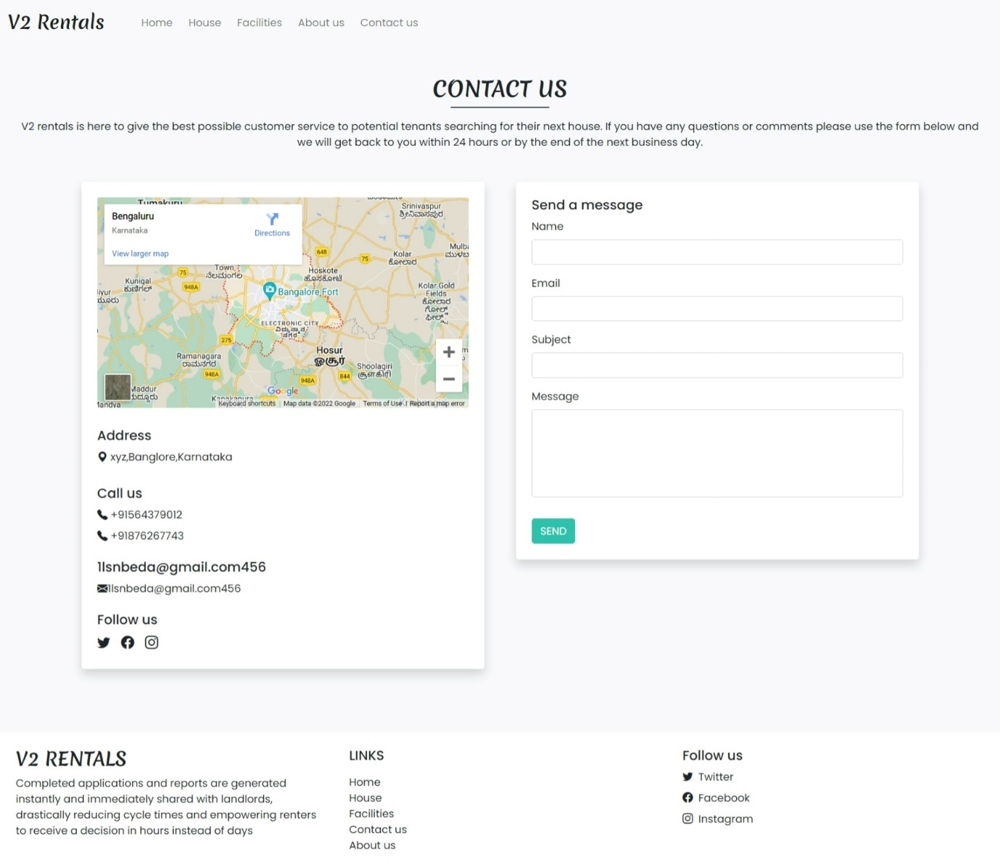 V2 Rentals
Home House Facilities About us Contact us
CONTACT US
V2 rentals is here to give the best possible customer service to potential tenants searching for their next house. If you have any questions or comments please use the form below and
we will get back to you within 24 hours or by the end of the next business day.
Tumakuru
Bengaluru
Karnataka
Directions
View larger map
Srinivaspur
ಶ್ರೀನಿವಾಸಪುರ
648
75
Kolar
ಕೋಲಾರ
Town
ನೆಲಮಂಗಲ
75
948A
Hoskote
ಹೊಸಕೋಟೆ
Kunigal
ಕುಣಿಗಲ್
Bangalore Fort
Kolar Gold
Fields
ಕೋಲಾರ
ಗೋಲ್ಡ್
ಫೀಲ್ಡ್ಸ್
ELECTRONIC CITY
275
Hosur
ஓசூர்
Ramanagara
ರಾಮನಗರ
948A
Shoolagiri
சூளகிரி
844
948A
Maddur
ಮದ್ದೂರು
Google
Kanakapura
Mandya
Keyboard shortcuts Map data ©2022 Google Terms of Use Report a map error
Address
xyz,Banglore,Karnataka
Call us
+91564379012
+91876267743
1lsnbeda@gmail.com456
1lsnbeda@gmail.com456
Follow us
Send a message
Name
Email
Subject
Message
SEND
V2 RENTALS
Completed applications and reports are generated
instantly and immediately shared with landlords,
drastically reducing cycle times and empowering renters
to receive a decision in hours instead of days
LINKS
Home
House
Facilities
Contact us
About us
Follow us
Twitter
Facebook
Instagram